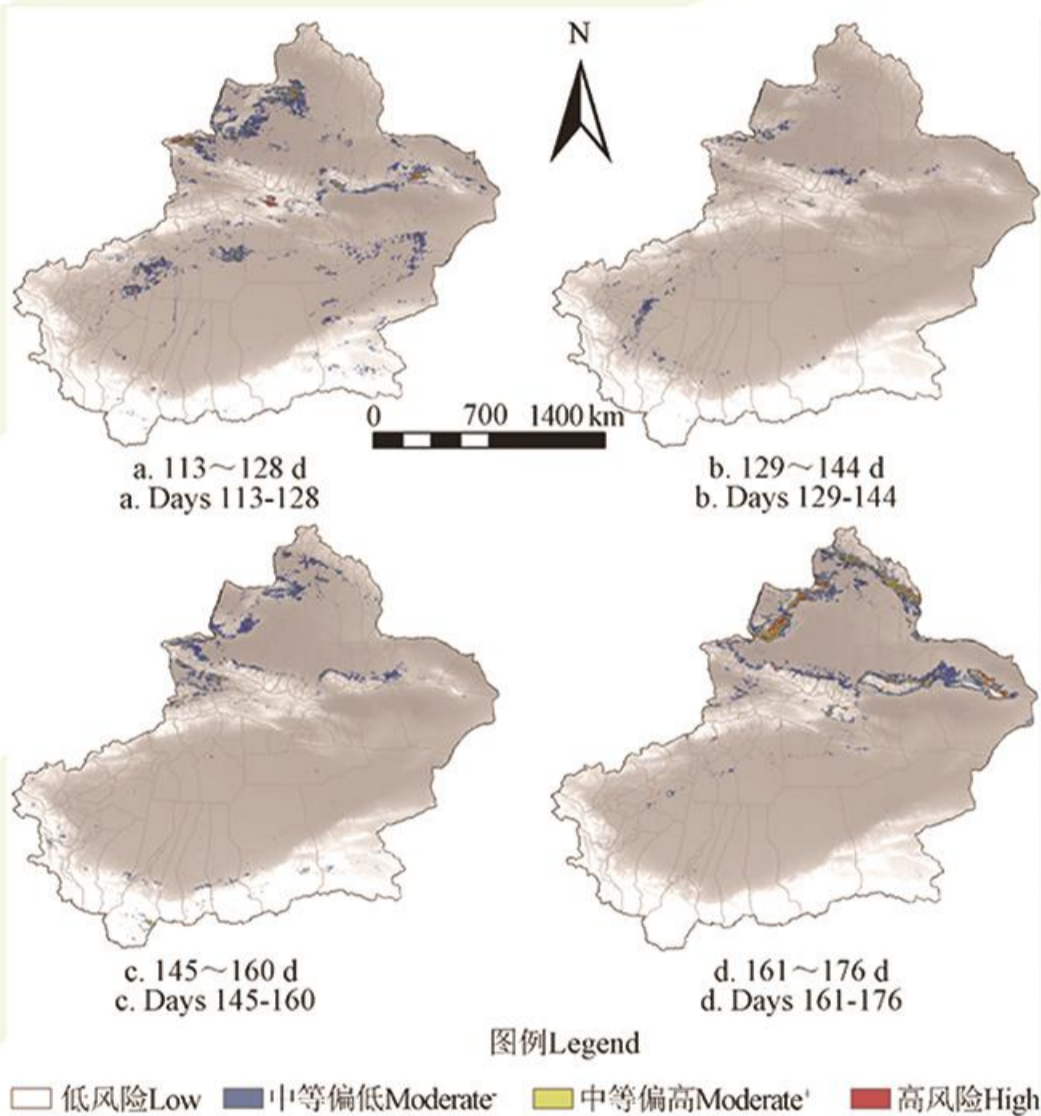 N
0 700 1400 km
a. 113～128 d
a. Days 113-128
b. 129～144 d
b. Days 129-144
c. 145～160 d
c. Days 145-160
d. 161～176 d
d. Days 161-176
图例Legend
低风险Low 中等偏低Moderate⁻ 中等偏高Moderate⁺ 高风险High